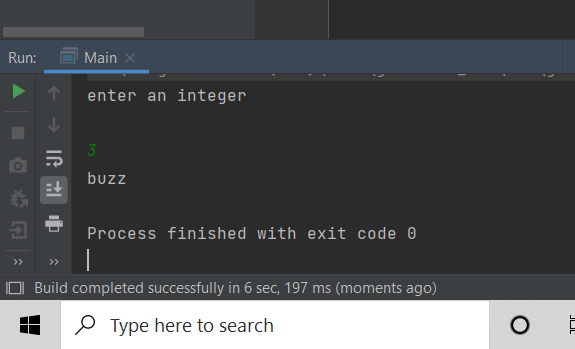 Run: Main
enter an integer
3
buzz
Process finished with exit code 0
Build completed successfully in 6 sec, 197 ms (moments ago)
Type here to search